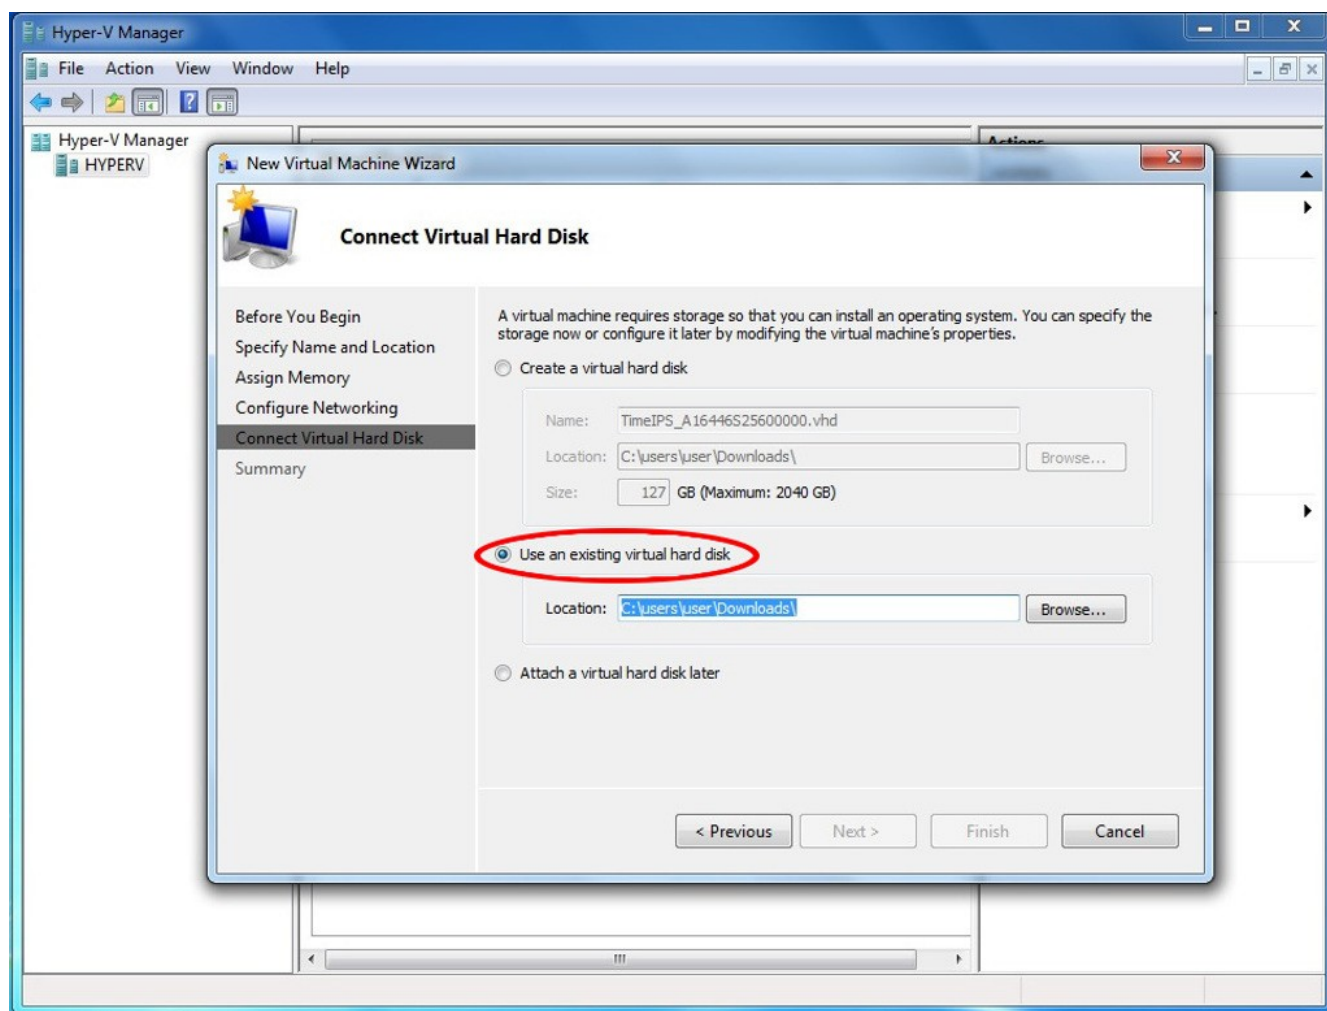 Hyper-V Manager
File Action View Window Help
Hyper-V Manager
HYPERV
Actions
New Virtual Machine Wizard
Connect Virtual Hard Disk
Before You Begin
Specify Name and Location
Assign Memory
Configure Networking
Connect Virtual Hard Disk
Summary
A virtual machine requires storage so that you can install an operating system. You can specify the
storage now or configure it later by modifying the virtual machine's properties.
Create a virtual hard disk
Name: TimeIPS_A16446S25600000.vhd
Location: C:\users\user\Downloads\ Browse...
Size: 127 GB (Maximum: 2040 GB)
Use an existing virtual hard disk
Location: C:\users\user\Downloads\ Browse...
Attach a virtual hard disk later
< Previous Next > Finish Cancel